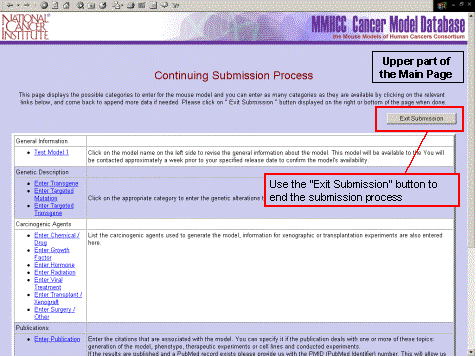 NATIONAL
CANCER
INSTITUTE
MMHCC Cancer Model Database
the Mouse Models of Human Cancers Consortium
Upper part of
the Main Page
Continuing Submission Process
This page displays the possible categories to enter for the mouse model and you can enter as many categories as they are available by clicking on the relevant
links below, and come back to append more data if needed. Please click on " Exit Submission " button displayed on the right or bottom of the page when done.
Exit Submission
General Information
Test Model 1
Click on the model name on the left side to revise the general information about the model. This model will be available to the You will
be contacted approximately a week prior to your specified release date to confirm the model's availability.
Use the "Exit Submission" button to
end the submission process
Genetic Description
Enter Transgene
Enter Targeted
Mutation
Enter Targeted
Transgene
Click on the appropriate category to enter the genetic alterations
Carcinogenic Agents
Enter Chemical /
Drug
Enter Growth
Factor
Enter Hormone
Enter Radiation
Enter Viral
Treatment
Enter Transplant /
Xenograft
Enter Surgery /
Other
List the carcinogenic agents used to generate the model, information for xenographic or transplantation experiments are also entered
here.
Publications
Enter Publication
Enter the citations that are associated with the model. You can specify it if the publication deals with one or more of these topics:
generation of the model, phenotype, therapeutic experiments or cell lines and conducted experiments.
If the results are published and a PubMed record exists please provide us with the PMID (PubMed Identifier) number. This will allow us